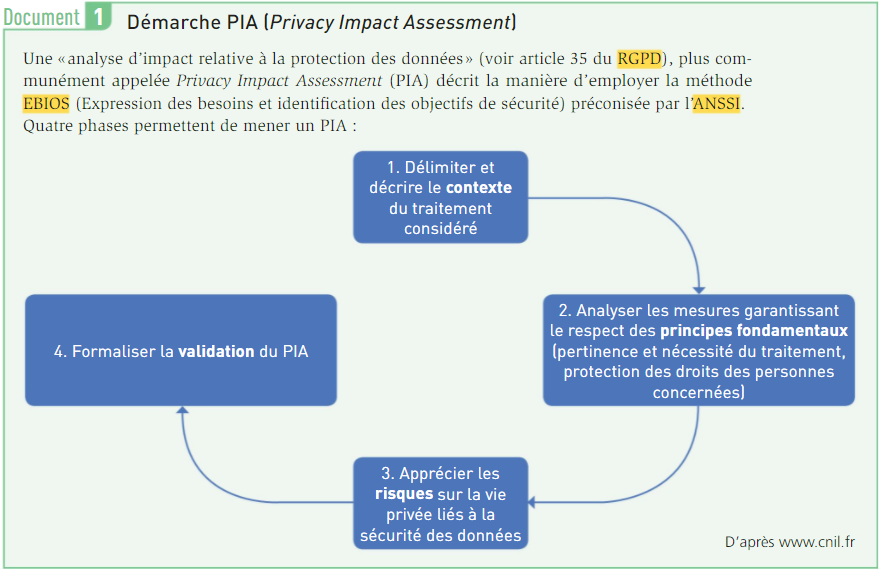 Document 1 Démarche PIA (Privacy Impact Assessment)
Une «analyse d'impact relative à la protection des données» (voir article 35 du RGPD), plus com-
munément appelée Privacy Impact Assessment (PIA) décrit la manière d'employer la méthode
EBIOS (Expression des besoins et identification des objectifs de sécurité) préconisée par l'ANSSI.
Quatre phases permettent de mener un PIA :
1. Délimiter et
décrire le contexte
du traitement
considéré
2. Analyser les mesures garantissant
le respect des principes fondamentaux
(pertinence et nécessité du traitement,
protection des droits des personnes
concernées)
3. Apprécier les
risques sur la vie
privée liés à la
sécurité des données
4. Formaliser la validation du PIA
D'après www.cnil.fr